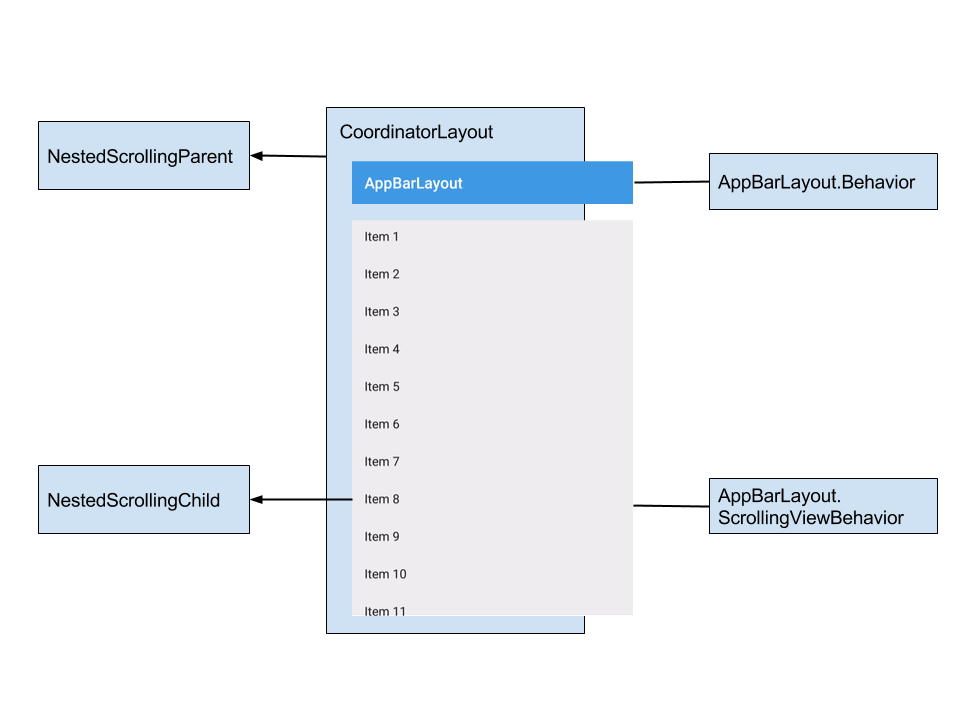 CoordinatorLayout
NestedScrollingParent
AppBarLayout
AppBarLayout.Behavior
Item 1
Item 2
Item 3
Item 4
Item 5
Item 6
Item 7
NestedScrollingChild
Item 8
AppBarLayout.
ScrollingViewBehavior
Item 9
Item 10
Item 11